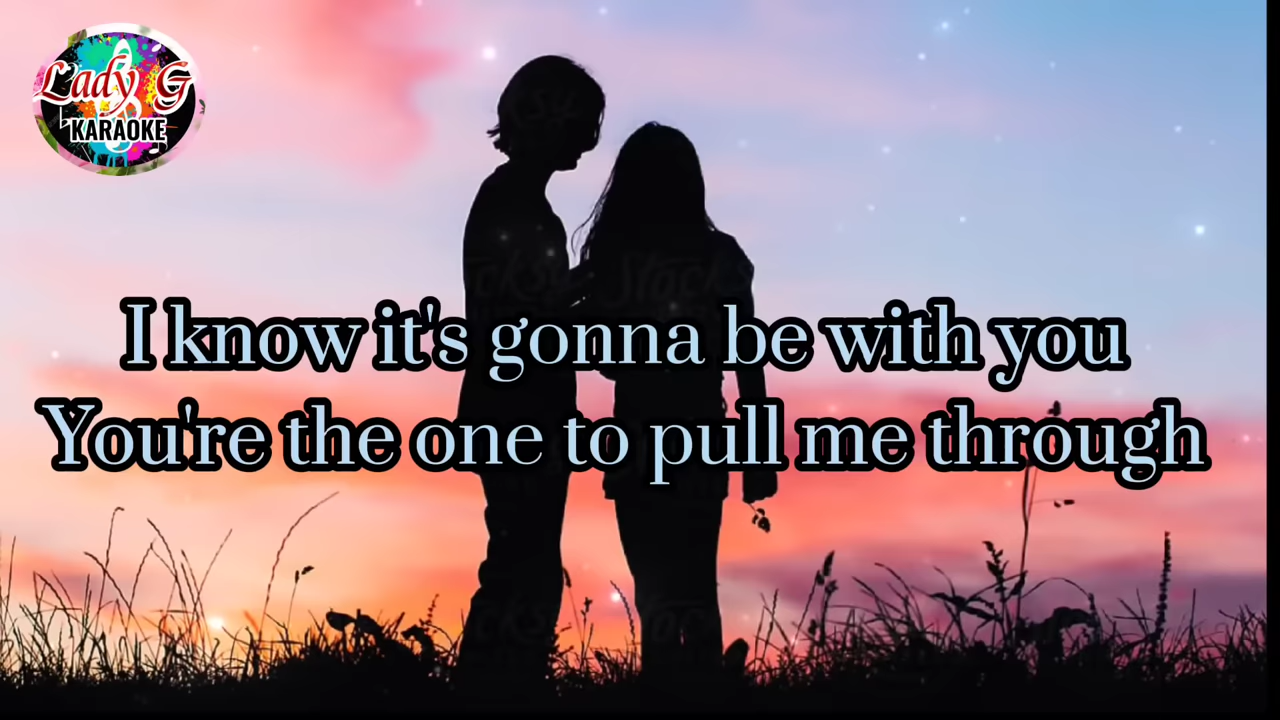 Lady G
KARAOKE
I know it's gonna be with you
You're the one to pull me through